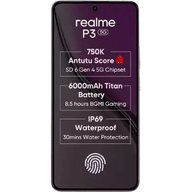 realme
P3 5G
750K
Antutu Score
SD 6 Gen 4 5G Chipset
6000mAh Titan
Battery
8.5 hours BGMI Gaming
IP69
Waterproof
30mins Water Protection